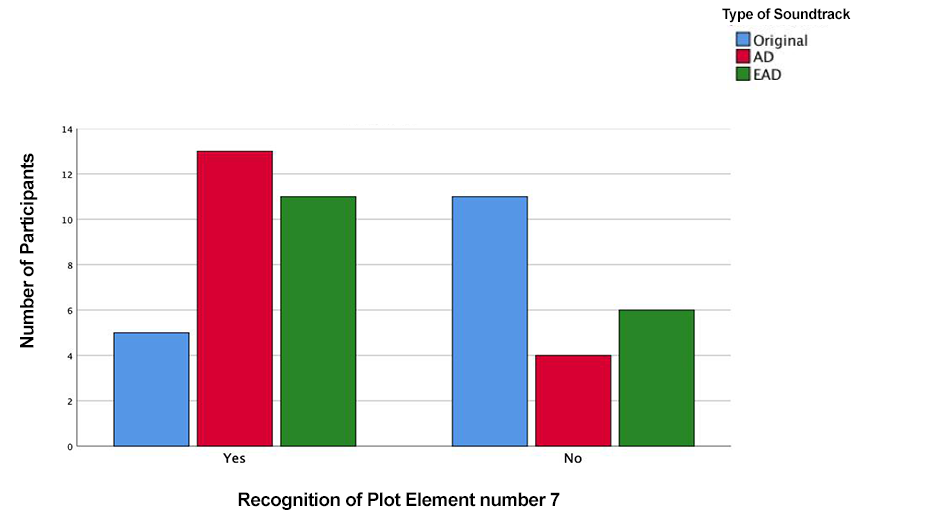 Type of Soundtrack
Original
AD
EAD
Number of Participants
14
12
10
8
6
4
2
0
Yes
No
Recognition of Plot Element number 7